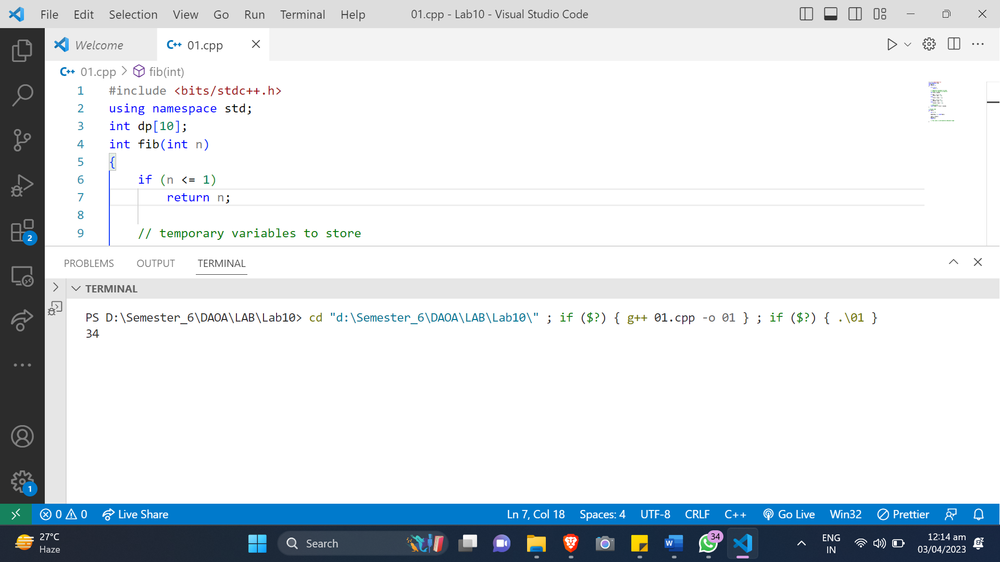 File Edit Selection View Go Run Terminal Help 01.cpp - Lab10 - Visual Studio Code
Welcome C++ 01.cpp
C++ 01.cpp > fib(int)
1 #include <bits/stdc++.h>
2 using namespace std;
3 int dp[10];
4 int fib(int n)
5 {
6 if (n <= 1)
7 return n;
8
9 // temporary variables to store
2
PROBLEMS OUTPUT TERMINAL
TERMINAL
PS D:\Semester_6\DAOA\LAB\Lab10> cd "d:\Semester_6\DAOA\LAB\Lab10\" ; if ($?) { g++ 01.cpp -o 01 } ; if ($?) { .\01 }
34
1
0 0 Live Share Ln 7, Col 18 Spaces: 4 UTF-8 CRLF C++ Go Live Win32 Prettier
27°C
Haze
Search
W
34
ENG
IN
12:14 am
03/04/2023